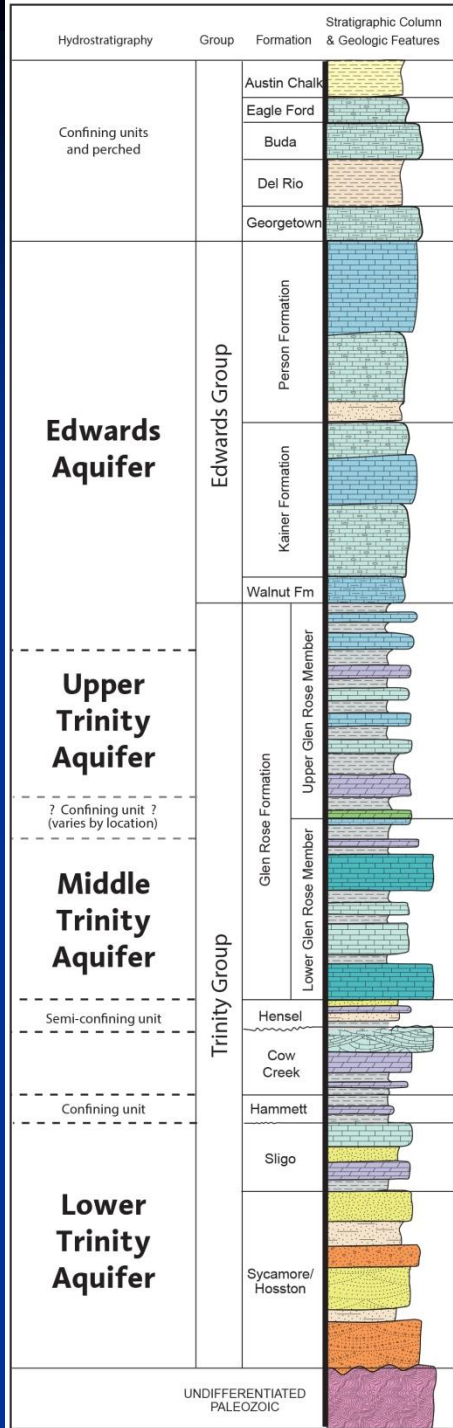 Hydrostratigraphy
Group
Formation
Stratigraphic Column
& Geologic Features
Confining units
and perched
Austin Chalk
Eagle Ford
Buda
Del Rio
Georgetown
Edwards
Aquifer
Edwards Group
Person Formation
Kainer Formation
Walnut Fm
Upper
Trinity
Aquifer
? Confining unit ?
(varies by location)
Middle
Trinity
Aquifer
Semi-confining unit
Confining unit
Lower
Trinity
Aquifer
Trinity Group
Glen Rose Formation
Upper Glen Rose Member
Lower Glen Rose Member
Hensel
Cow
Creek
Hammett
Sligo
Sycamore/
Hosston
UNDIFFERENTIATED
PALEOZOIC